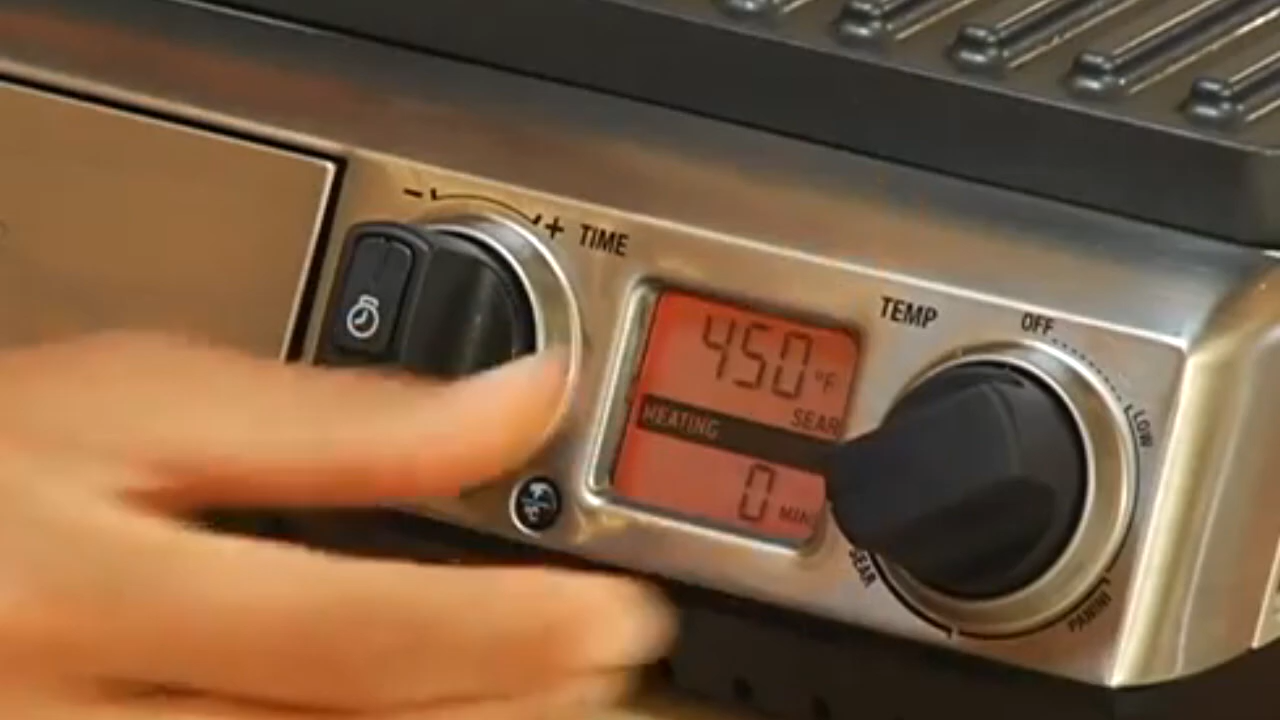 - + TIME
450 °F
SEAR
HEATING
0 MIN
TEMP
OFF
LOW
PANINI
SEAR
°F
°C